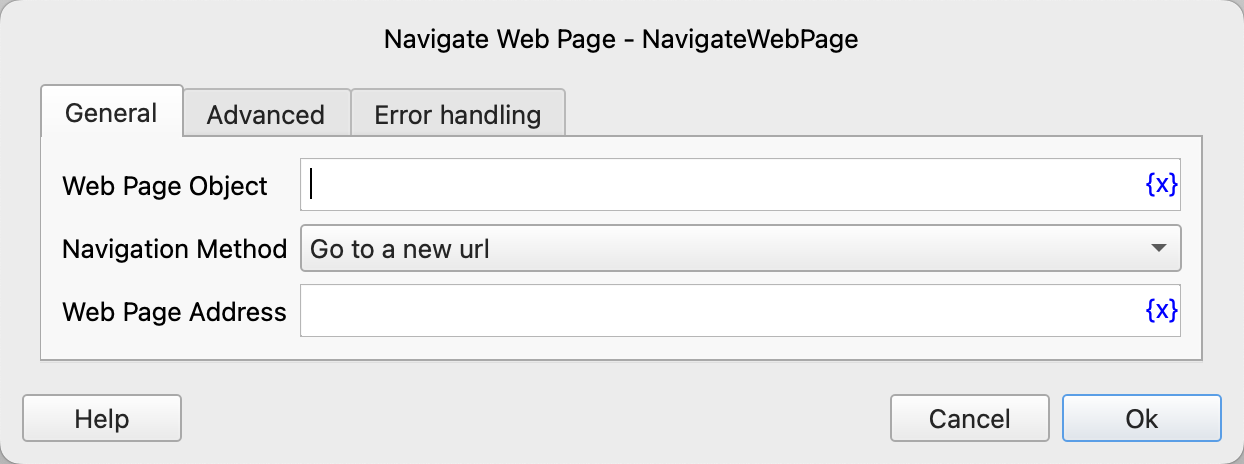 Navigate Web Page - NavigateWebPage
General Advanced Error handling
Web Page Object {x}
Navigation Method Go to a new url
Web Page Address {x}
Help Cancel Ok